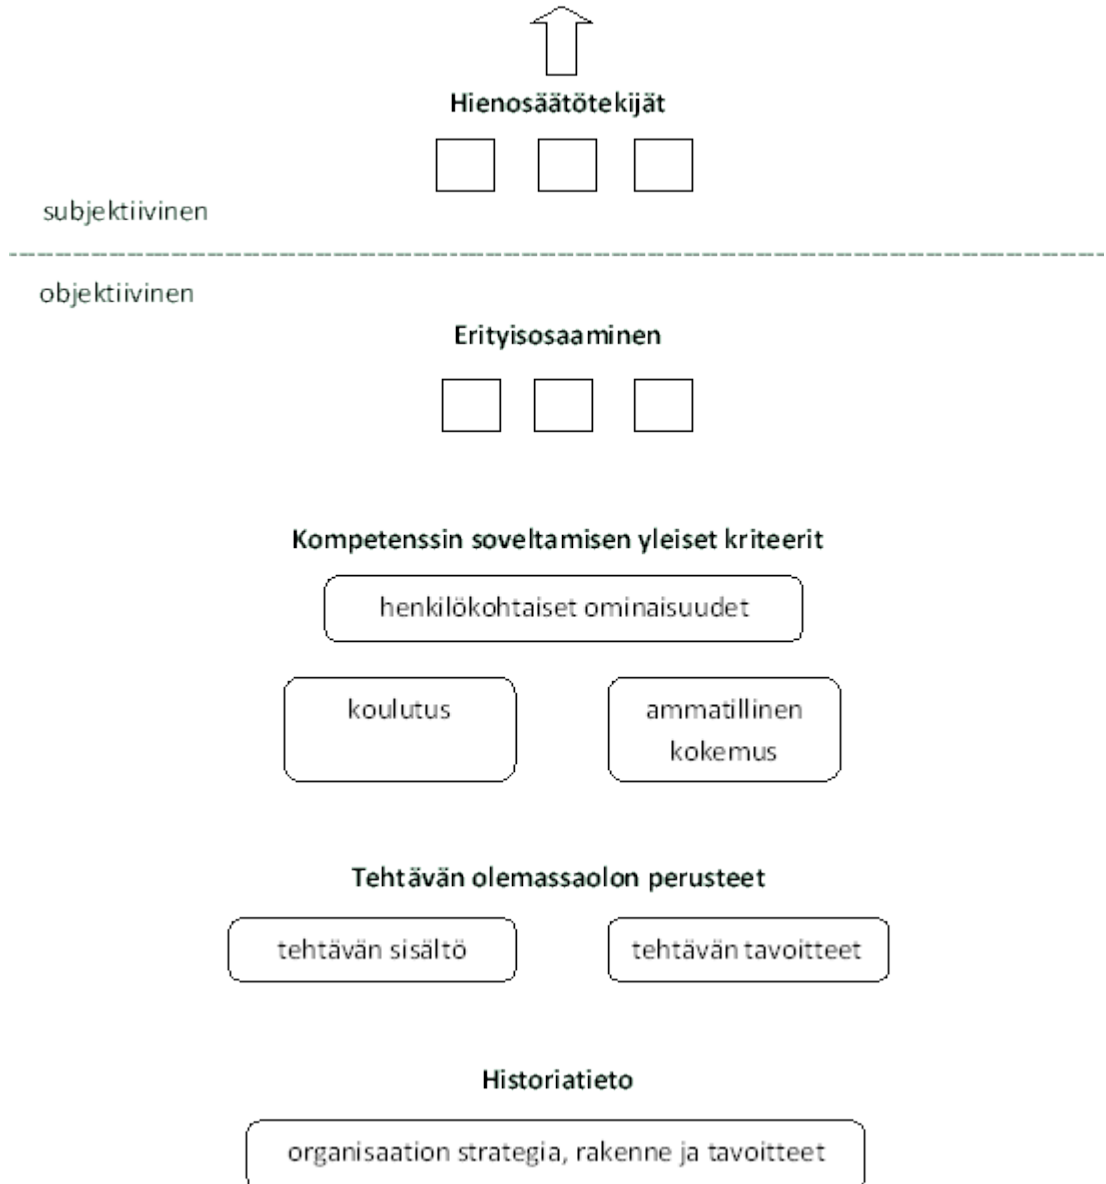 Hienosäätötekijät
subjektiivinen
objektiivinen
Erityisosaaminen
Kompetenssin soveltamisen yleiset kriteerit
henkilökohtaiset ominaisuudet
koulutus
ammatillinen
kokemus
Tehtävän olemassaolon perusteet
tehtävän sisältö
tehtävän tavoitteet
Historiatieto
organisaation strategia, rakenne ja tavoitteet